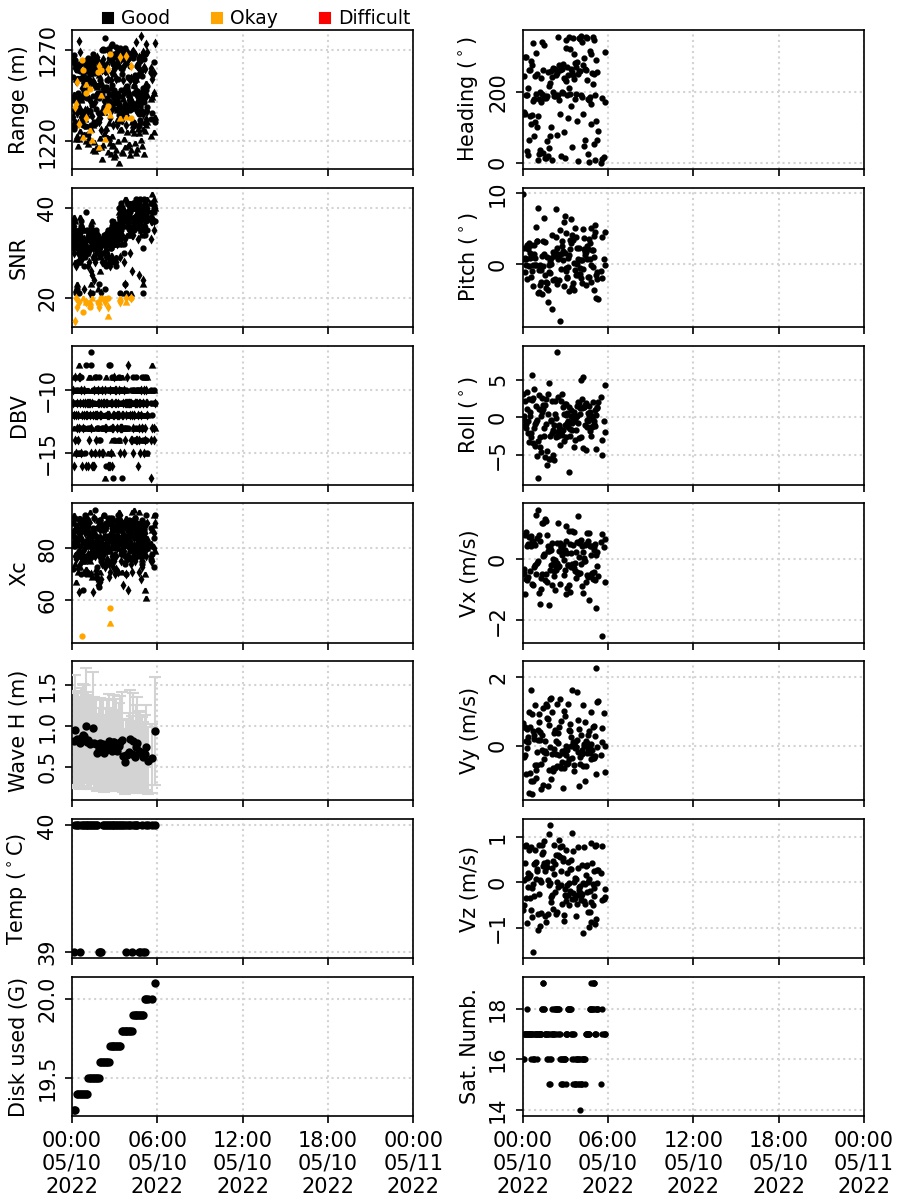 Good Okay Difficult
Range (m)
1270
1220
Heading (°)
200
0
SNR
40
20
Pitch (°)
10
0
DBV
−10
−15
Roll (°)
5
0
−5
Xc
80
60
Vx (m/s)
0
−2
Wave H (m)
1.5
1.0
0.5
Vy (m/s)
2
0
Temp (°C)
40
39
Vz (m/s)
1
0
−1
Disk used (G)
20.0
19.5
Sat. Numb.
18
16
14
00:00 06:00 12:00 18:00 00:00 00:00 06:00 12:00 18:00 00:00
05/10 05/10 05/10 05/10 05/11 05/10 05/10 05/10 05/10 05/11
2022 2022 2022 2022 2022 2022 2022 2022 2022 2022